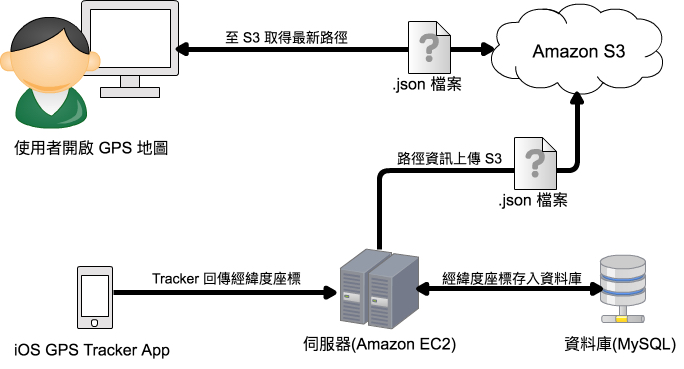 至 S3 取得最新路徑
?
.json 檔案
Amazon S3
使用者開啟 GPS 地圖
路徑資訊上傳 S3
?
.json 檔案
Tracker 回傳經緯度座標
經緯度座標存入資料庫
iOS GPS Tracker App
伺服器(Amazon EC2)
資料庫(MySQL)